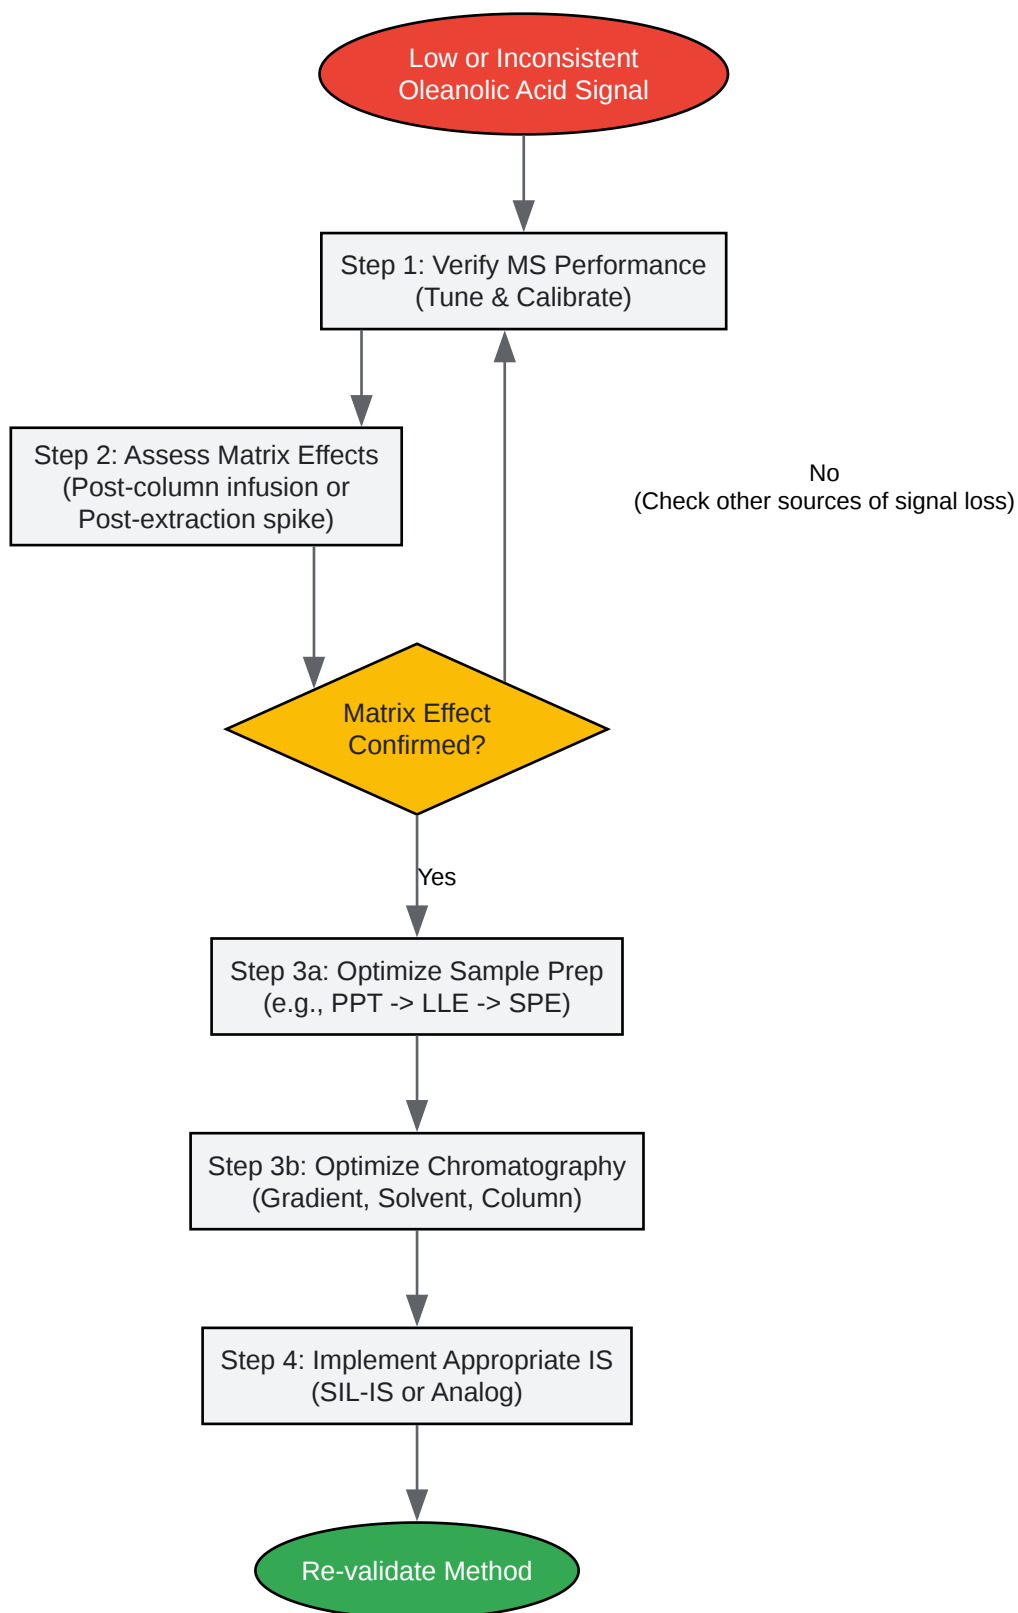 Low or Inconsistent
Oleanolic Acid Signal
Step 1: Verify MS Performance
(Tune & Calibrate)
Step 2: Assess Matrix Effects
(Post-column infusion or
Post-extraction spike)
No
(Check other sources of signal loss)
Matrix Effect
Confirmed?
Yes
Step 3a: Optimize Sample Prep
(e.g., PPT -> LLE -> SPE)
Step 3b: Optimize Chromatography
(Gradient, Solvent, Column)
Step 4: Implement Appropriate IS
(SIL-IS or Analog)
Re-validate Method